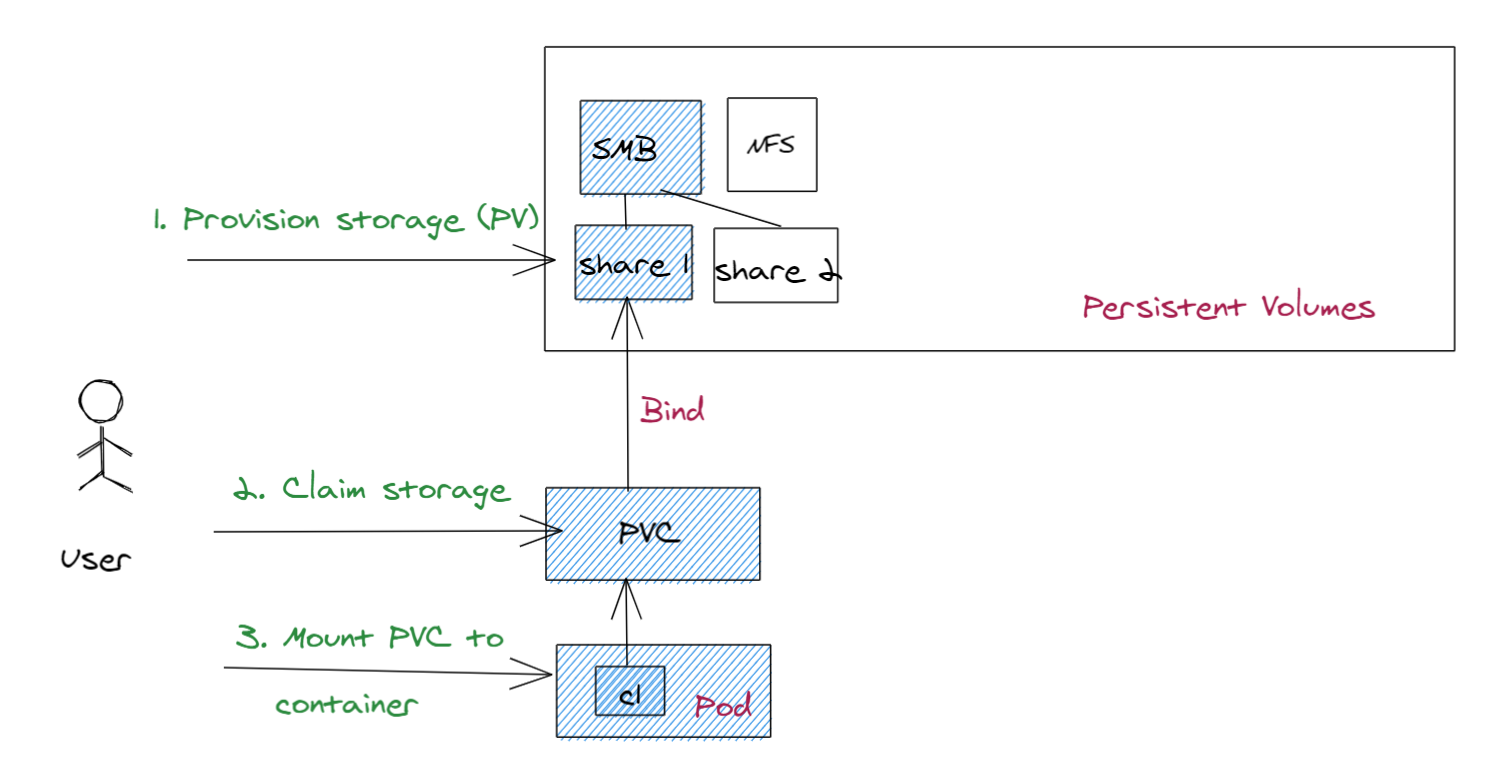 SMB
NFS
1. Provision storage (PV)
share 1
share 2
Persistent Volumes
Bind
2. Claim storage
PVC
User
3. Mount PVC to
container
c1
Pod